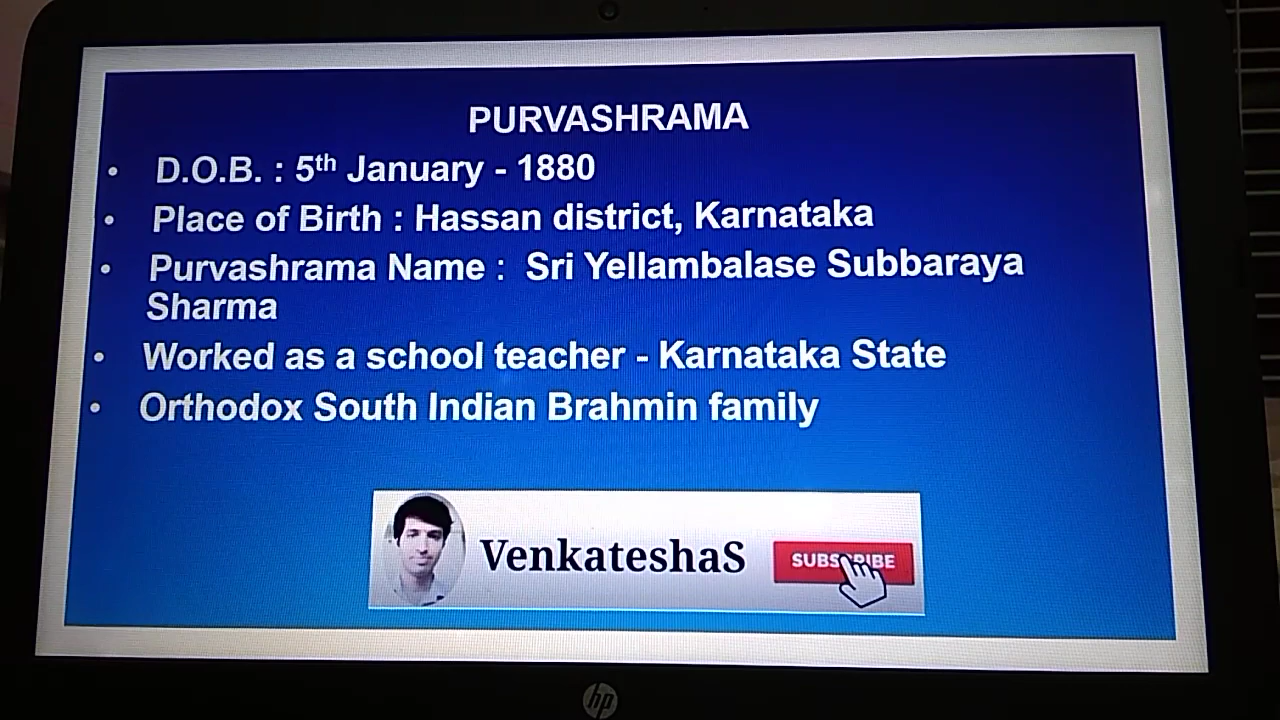 PURVASHRAMA
• D.O.B. : 5th January - 1880
• Place of Birth : Hassan district, Karnataka
• Purvashrama Name : Sri Yellambalase Subbaraya
Sharma
• Worked as a school teacher - Karnataka State
• Orthodox South Indian Brahmin family
VenkateshaS
SUBSCRIBE
hp